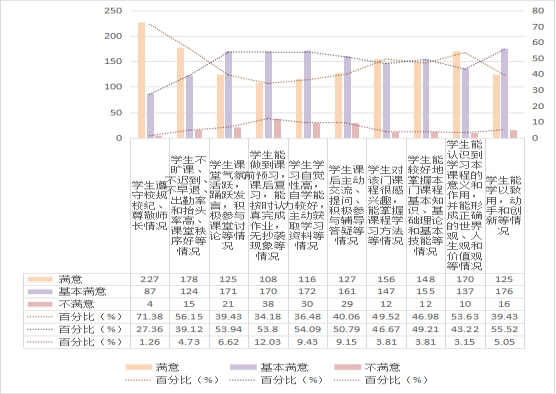 250
200
150
100
50
0
80
70
60
50
40
30
20
10
0
学生遵守校规校纪、尊敬师长情况
学生不旷课、不迟到、不早退、出勤率和抬头率高、课堂秩序好等情况
学生课堂气氛活跃、踊跃发言、积极参与课堂讨论情况
学生能做到课前预习，课后复习，能按时认真完成作业，无抄袭现象等情况
学生学习自觉性高，自学能力较好，能主动获取学习资料等情况
学生课后主动交流、提问、积极参与辅导答疑等情况
学生对该门课程很感兴趣，能掌握学习方法等情况
学生能较好地掌握本门课程基本知识、基础理论和基本技能等情况
学生能认识到学习本课程的意义和作用，并能形成正确的世界观、人生观和价值观等情况
学生能学以致用，动手和创新等情况
满意 227 178 125 108 116 127 156 148 170 125
基本满意 87 124 171 170 172 161 147 155 137 176
不满意 4 15 21 38 30 29 12 12 10 16
百分比（%） 71.38 56.15 39.43 34.18 36.48 40.06 49.52 46.98 53.63 39.43
百分比（%） 27.36 39.12 53.94 53.8 54.09 50.79 46.67 49.21 43.22 55.52
百分比（%） 1.26 4.73 6.62 12.03 9.43 9.15 3.81 3.81 3.15 5.05
满意 基本满意 不满意
百分比（%） 百分比（%） 百分比（%）